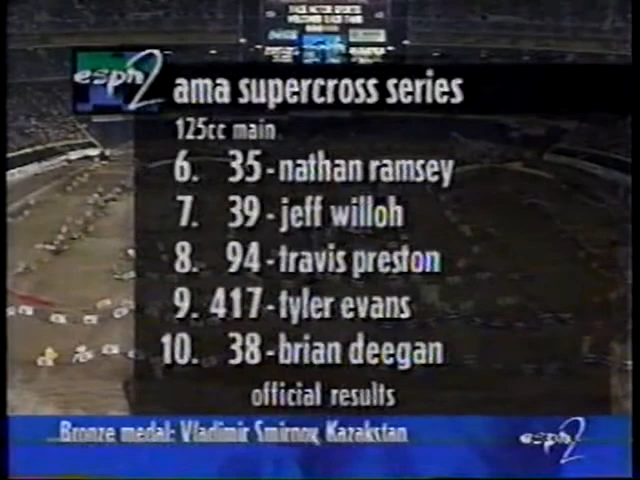 espn2
ama supercross series
125cc main
6. 35-nathan ramsey
7. 39-jeff willoh
8. 94-travis preston
9. 417-tyler evans
10. 38-brian deegan
official results
Bronze medal: Vladimir Smirnov, Kazakstan
espn2